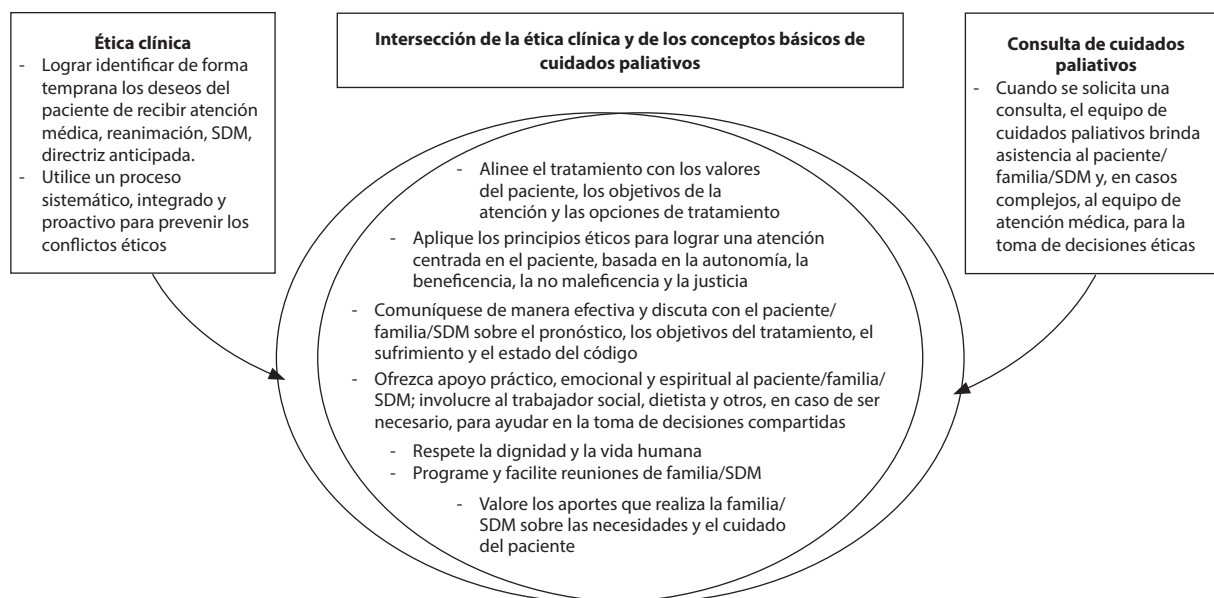 Ética clínica
- Lograr identificar de forma
temprana los deseos del
paciente de recibir atención
médica, reanimación, SDM,
directriz anticipada.
- Utilice un proceso
sistemático, integrado y
proactivo para prevenir los
conflictos éticos
Intersección de la ética clínica y de los conceptos básicos de
cuidados paliativos
- Alinee el tratamiento con los valores
del paciente, los objetivos de la
atención y las opciones de tratamiento
- Aplique los principios éticos para lograr una atención
centrada en el paciente, basada en la autonomía, la
beneficencia, la no maleficencia y la justicia
- Comuníquese de manera efectiva y discuta con el paciente/
familia/SDM sobre el pronóstico, los objetivos del tratamiento, el
sufrimiento y el estado del código
- Ofrezca apoyo práctico, emocional y espiritual al paciente/familia/
SDM; involucre al trabajador social, dietista y otros, en caso de ser
necesario, para ayudar en la toma de decisiones compartidas
- Respete la dignidad y la vida humana
- Programe y facilite reuniones de familia/SDM
- Valore los aportes que realiza la familia/
SDM sobre las necesidades y el cuidado
del paciente
Consulta de cuidados
paliativos
- Cuando se solicita una
consulta, el equipo de
cuidados paliativos brinda
asistencia al paciente/
familia/SDM y, en casos
complejos, al equipo de
atención médica, para la
toma de decisiones éticas